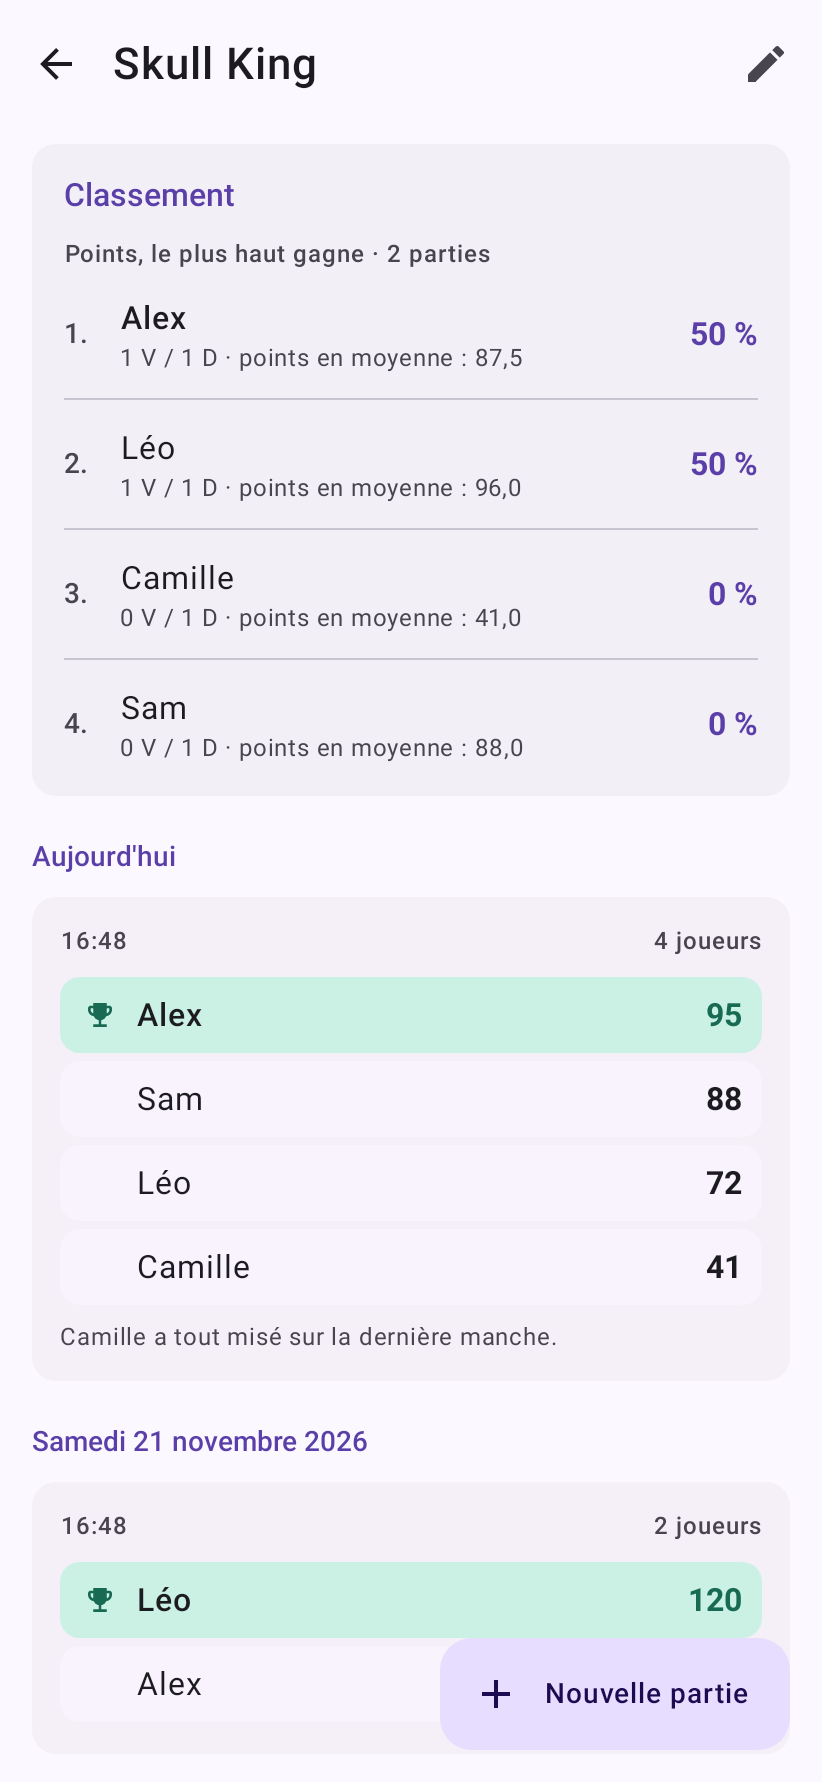 Skull King
Classement
Points, le plus haut gagne · 2 parties
1. Alex 50 %
1 V / 1 D · points en moyenne : 87,5
2. Léo 50 %
1 V / 1 D · points en moyenne : 96,0
3. Camille 0 %
0 V / 1 D · points en moyenne : 41,0
4. Sam 0 %
0 V / 1 D · points en moyenne : 88,0
Aujourd'hui
16:48 4 joueurs
Alex 95
Sam 88
Léo 72
Camille 41
Camille a tout misé sur la dernière manche.
Samedi 21 novembre 2026
16:48 2 joueurs
Léo 120
Alex
Nouvelle partie